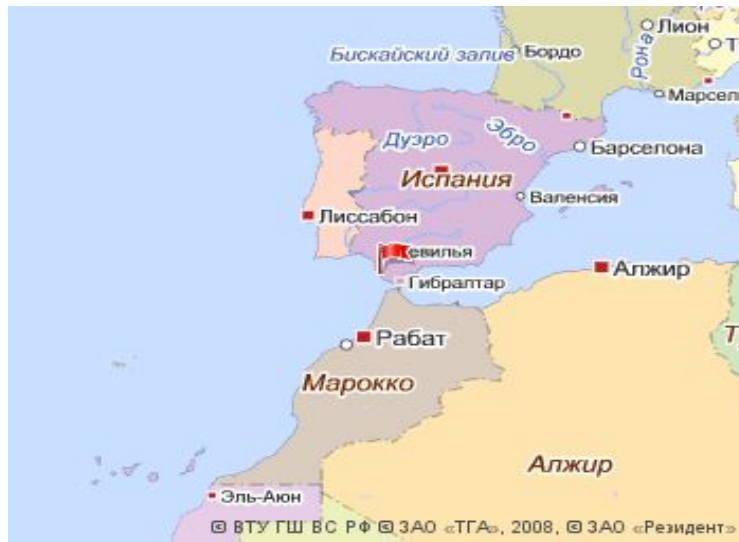 Лион
Бискайский залив
Бордо
Рона
Т
Марсел
Дуэро
Эбро
Барселона
Испания
Валенсия
Лиссабон
евилья
Алжир
Гибралтар
Рабат
Т
Марокко
Алжир
Эль-Аюн
© ВТУ ГШ ВС РФ © ЗАО «ТГА», 2008, © ЗАО «Резидент»